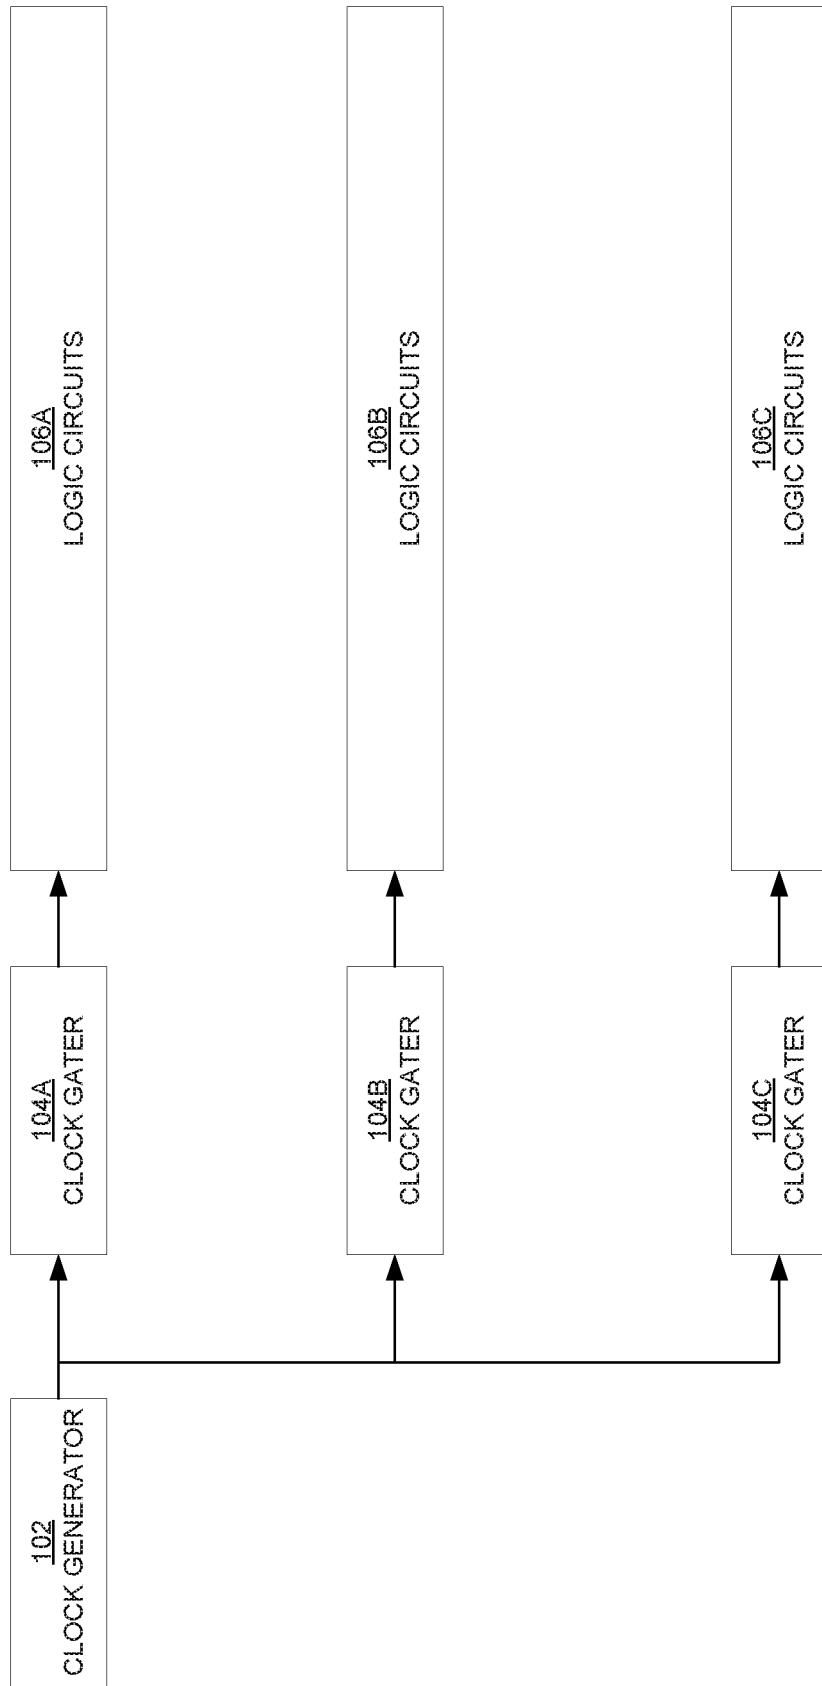 102
CLOCK GENERATOR
104A
CLOCK GATER
106A
LOGIC CIRCUITS
104B
CLOCK GATER
106B
LOGIC CIRCUITS
104C
CLOCK GATER
106C
LOGIC CIRCUITS